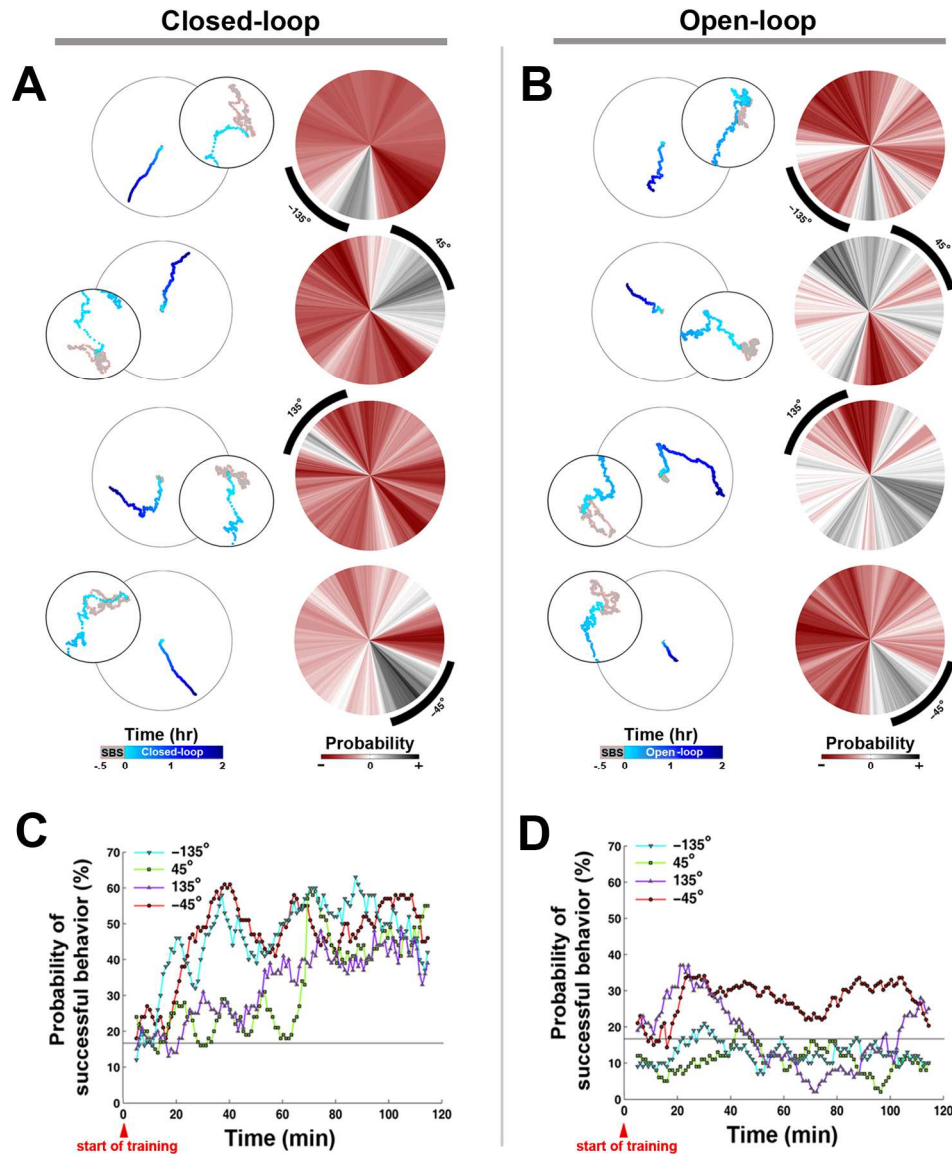 Closed-loop
Open-loop
A
B
−135°
45°
135°
−45°
−135°
45°
135°
−45°
Time (hr)
SBS Closed-loop
-.5 0 1 2
Probability
− 0 +
Time (hr)
SBS Open-loop
-.5 0 1 2
Probability
− 0 +
C
Probability of
successful behavior (%)
70
60
50
40
30
20
10
0
−135°
45°
135°
−45°
0 20 40 60 80 100 120
Time (min)
start of training
D
Probability of
successful behavior (%)
70
60
50
40
30
20
10
0
−135°
45°
135°
−45°
0 20 40 60 80 100 120
Time (min)
start of training